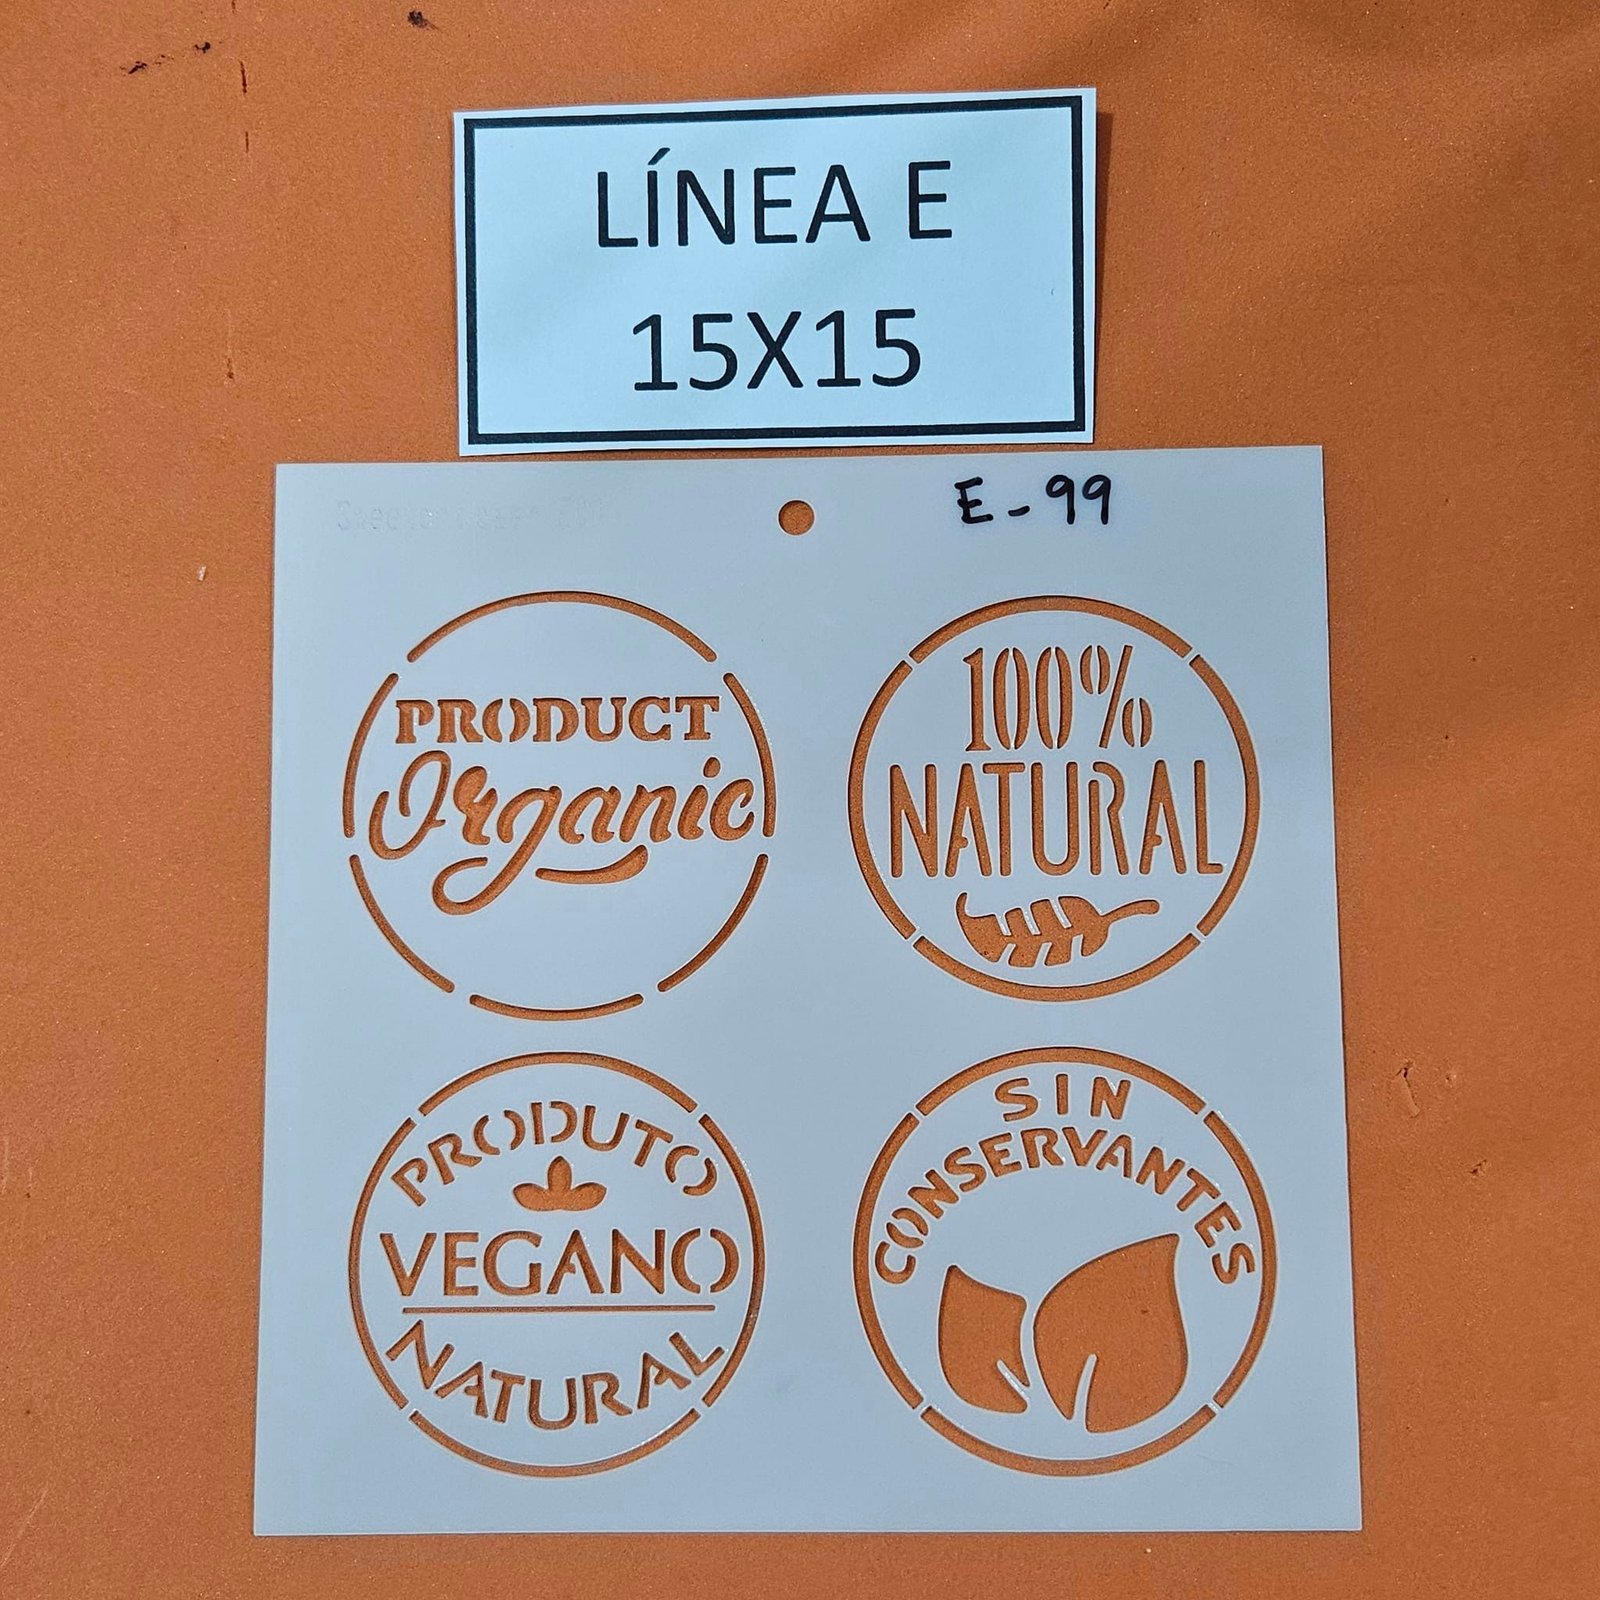 LÍNEA E
15X15
E-99
PRODUCT
Organic
100%
NATURAL
PRODUTO
VEGANO
NATURAL
SIN
CONSERVANTES